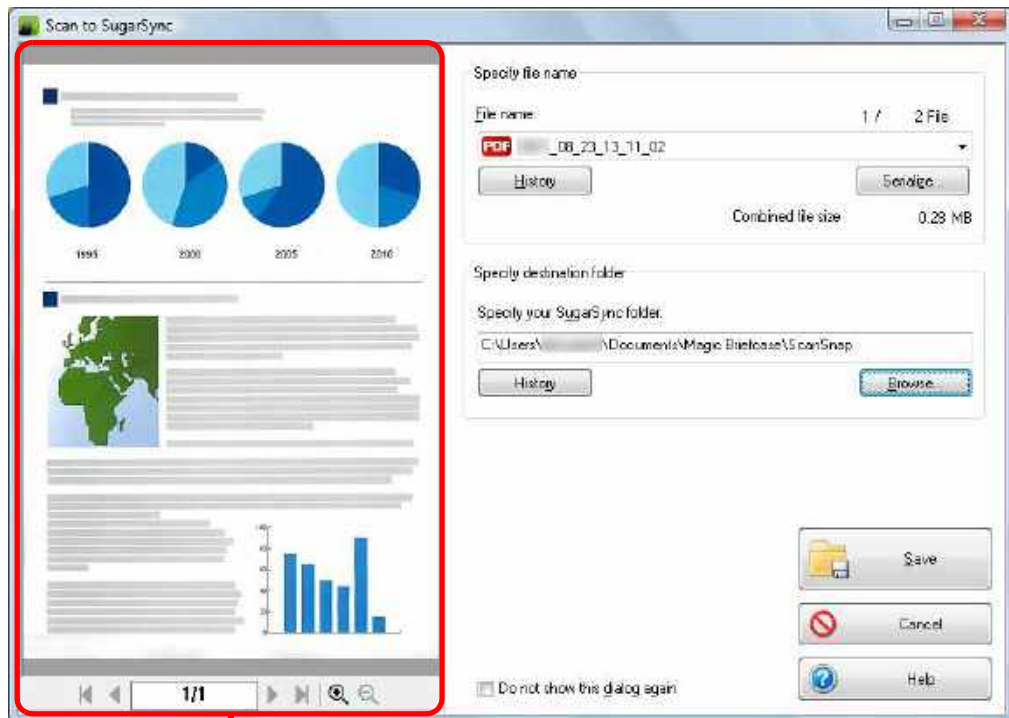 Scan to SugarSync
1995 2000 2005 2010
1/1
Specify file name
File name:
1 / 2 File
PDF _08_23_13_11_02
History
Serialize...
Combined file size 0.28 MB
Specify destination folder
Specify your SugarSync folder.
C:\Users\ \Documents\Magic Briefcase\ScanSnap
History
Browse...
Save
Cancel
Help
Do not show this dialog again